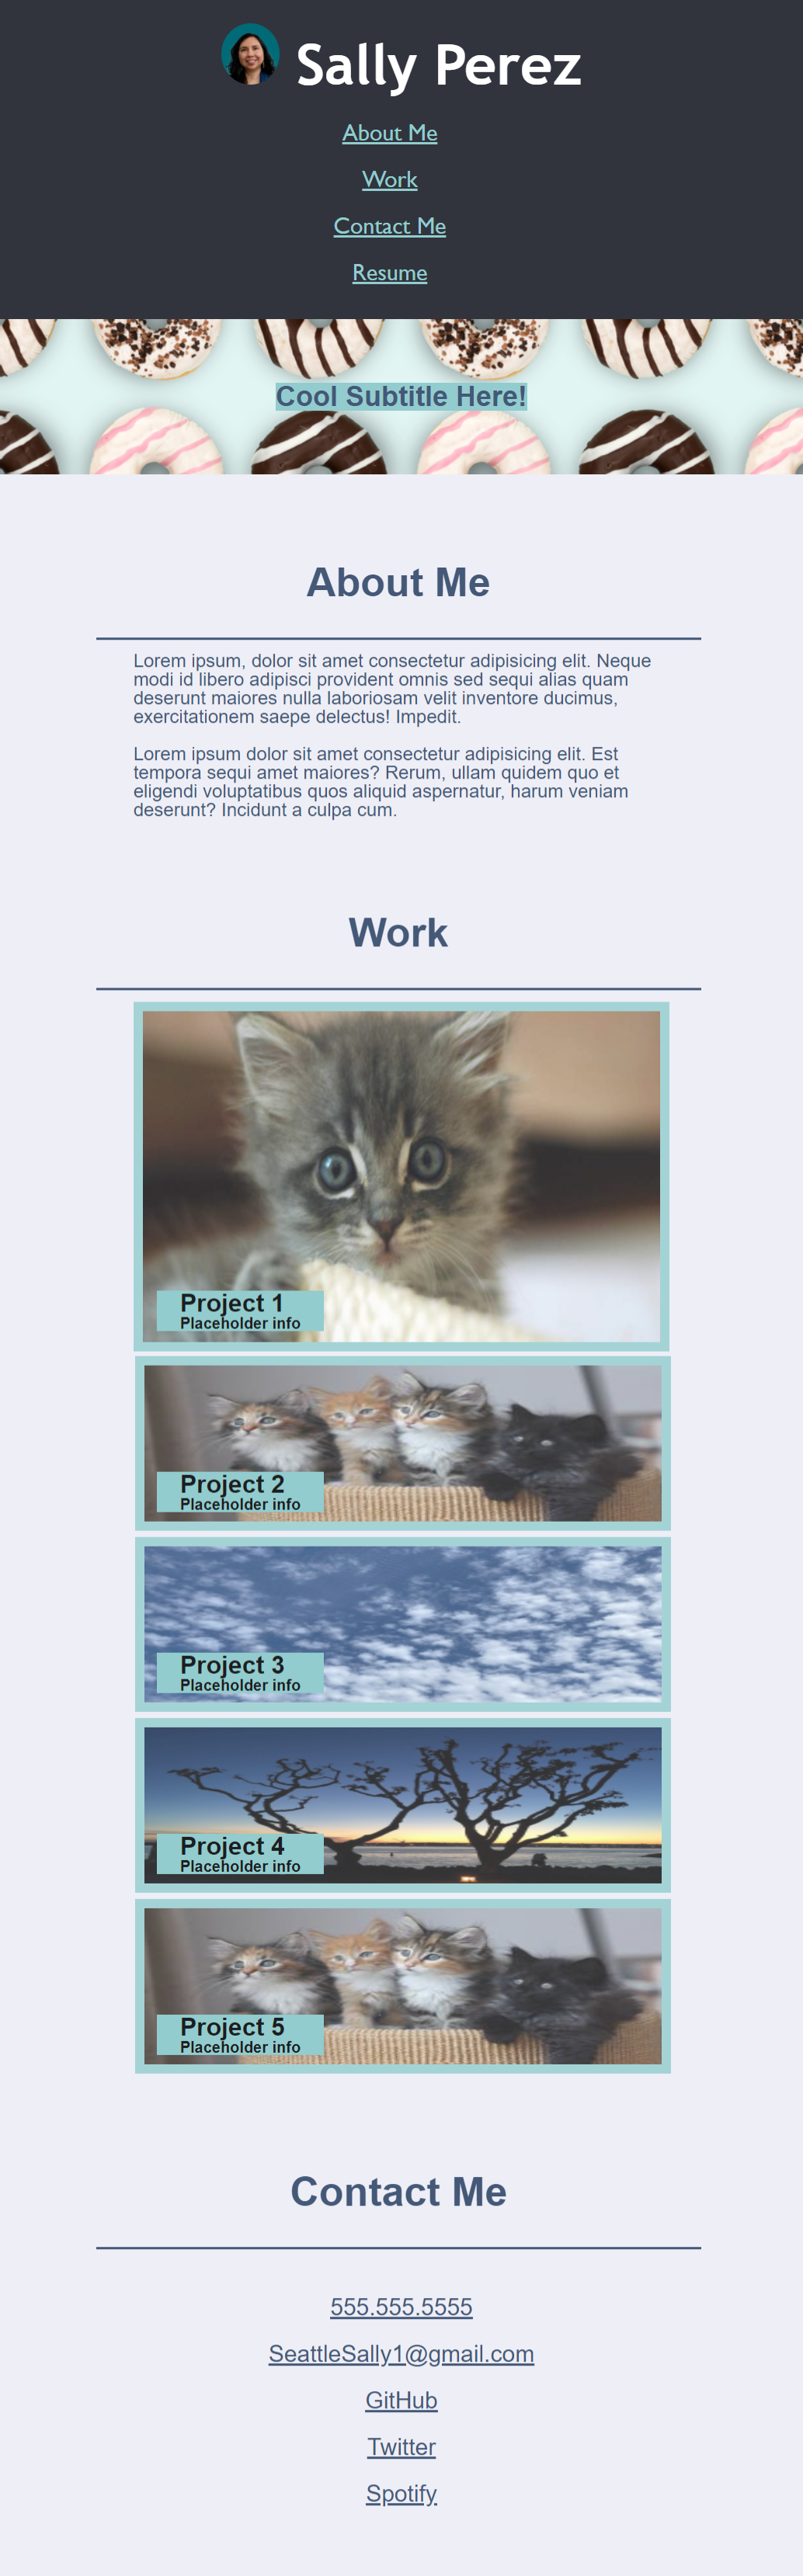 Sally Perez
About Me
Work
Contact Me
Resume
Cool Subtitle Here!
About Me
Lorem ipsum, dolor sit amet consectetur adipisicing elit. Neque
modi id libero adipisci provident omnis sed sequi alias quam
deserunt maiores nulla laboriosam velit inventore ducimus,
exercitationem saepe delectus! Impedit.
Lorem ipsum dolor sit amet consectetur adipisicing elit. Est
tempora sequi amet maiores? Rerum, ullam quidem quo et
eligendi voluptatibus quos aliquid aspernatur, harum veniam
deserunt? Incidunt a culpa cum.
Work
Project 1
Placeholder info
Project 2
Placeholder info
Project 3
Placeholder info
Project 4
Placeholder info
Project 5
Placeholder info
Contact Me
555.555.5555
SeattleSally1@gmail.com
GitHub
Twitter
Spotify